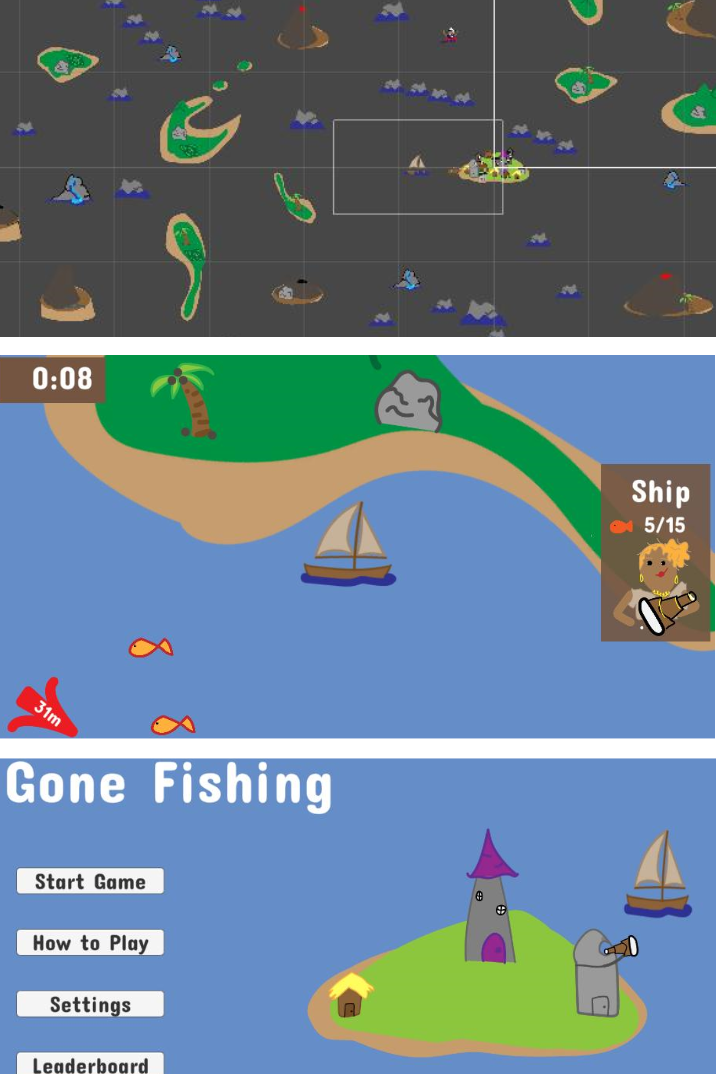 0:08
Ship
5/15
31m
Gone Fishing
Start Game
How to Play
Settings
Leaderboard